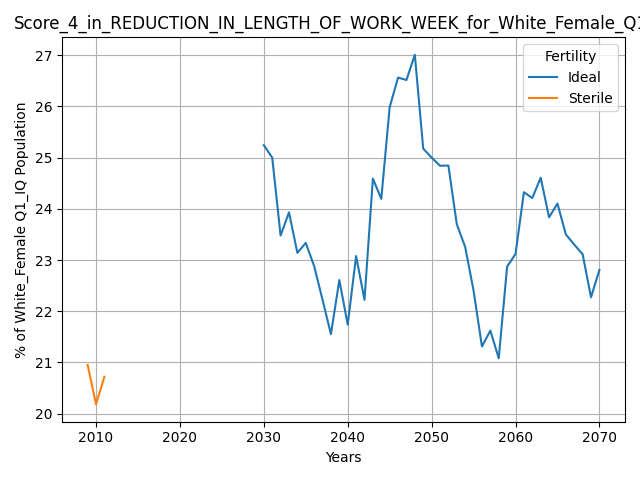 Score_4_in_REDUCTION_IN_LENGTH_OF_WORK_WEEK_for_White_Female_Q1
27
26
25
24
23
22
21
20
% of White_Female Q1_IQ Population
Fertility
Ideal
Sterile
2010 2020 2030 2040 2050 2060 2070
Years